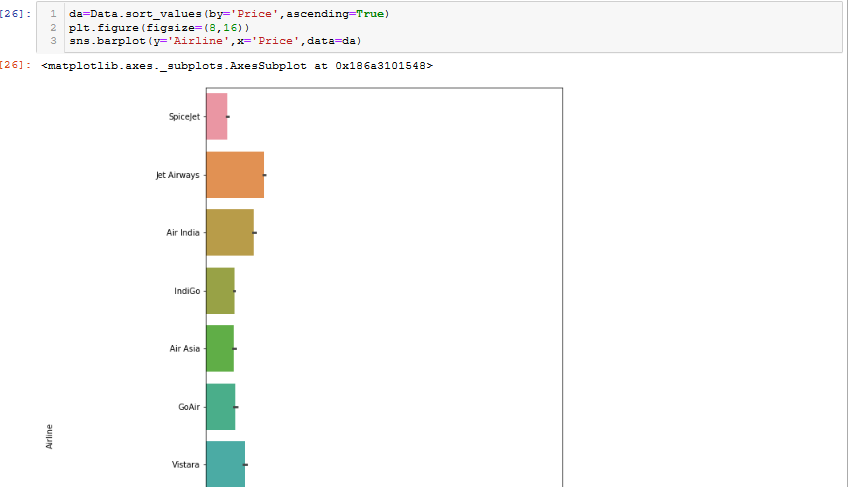 [26]: 1 da=Data.sort_values(by='Price',ascending=True)
2 plt.figure(figsize=(8,16))
3 sns.barplot(y='Airline',x='Price',data=da)
[26]: <matplotlib.axes._subplots.AxesSubplot at 0x186a3101548>
SpiceJet
Jet Airways
Air India
IndiGo
Air Asia
GoAir
Airline
Vistara